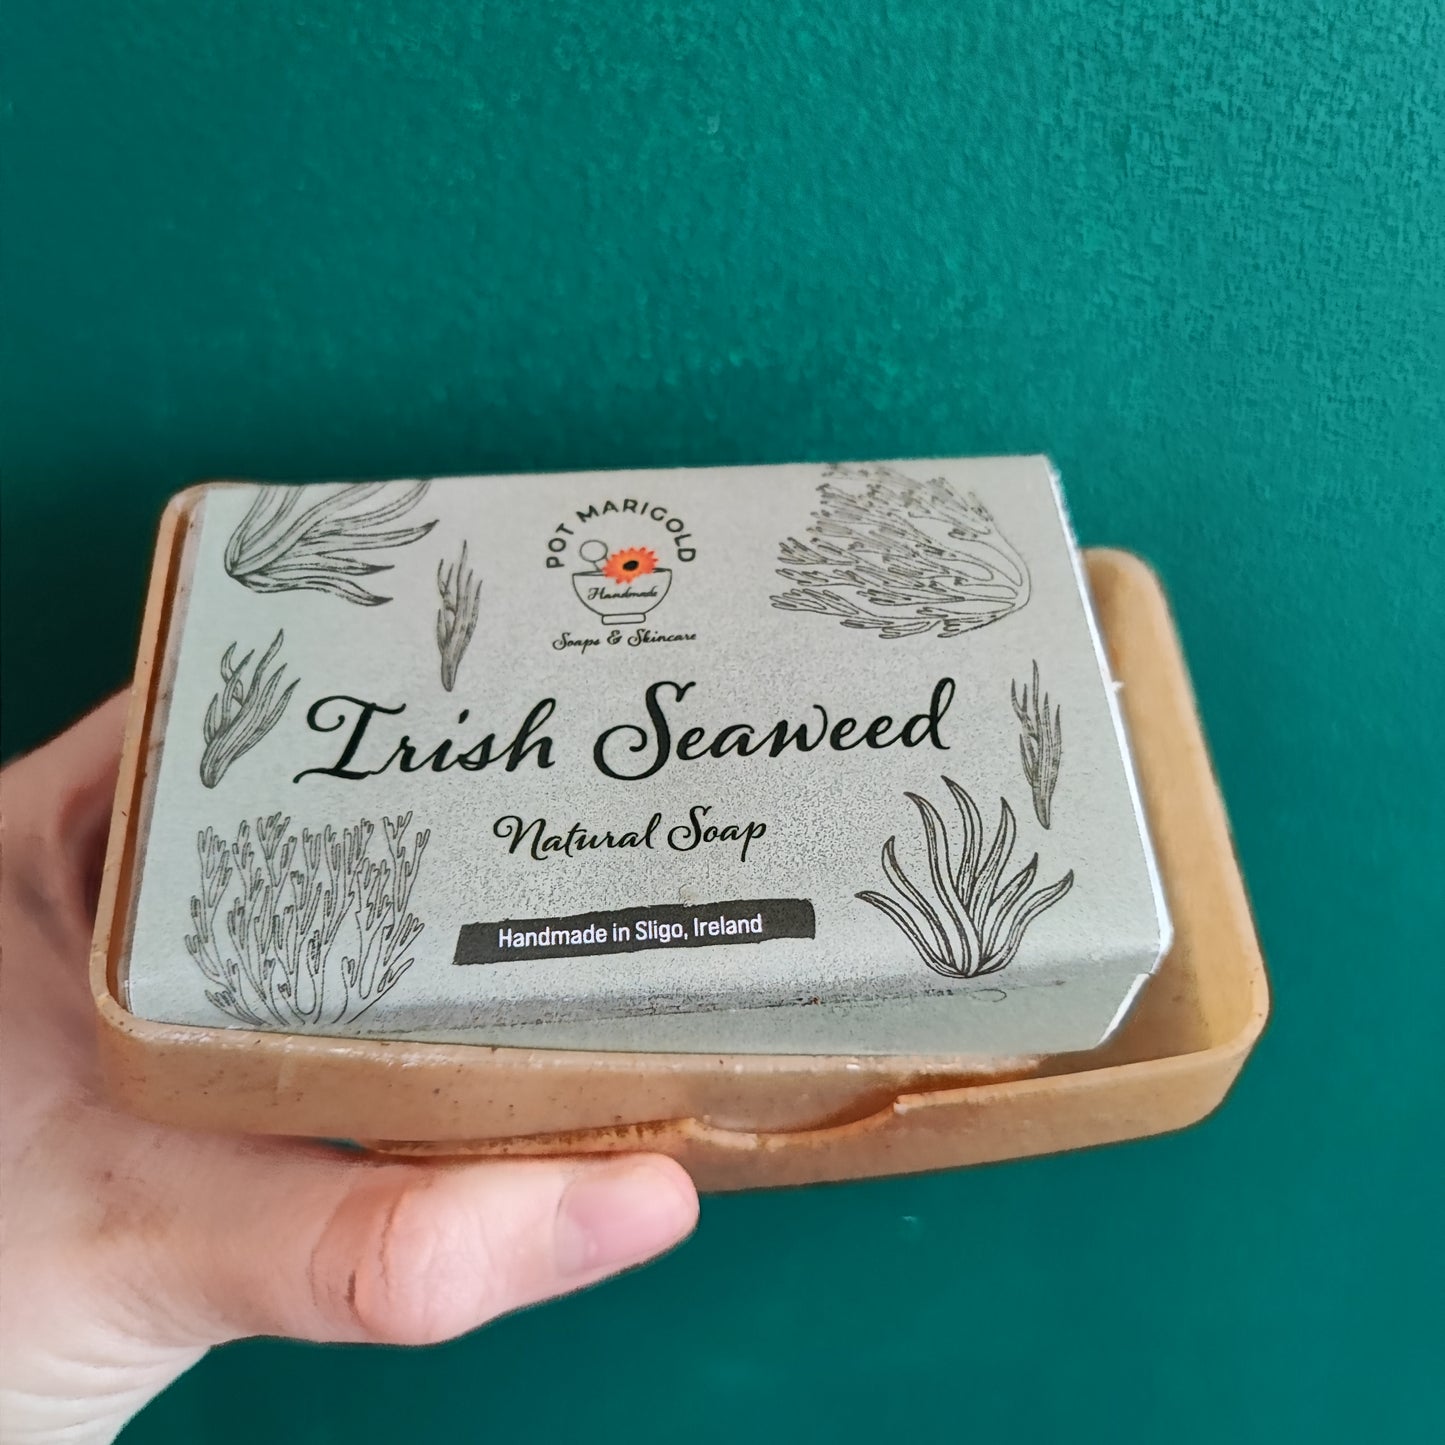 POT MARIGOLD
Handmade
Soaps & Skincare
Irish Seaweed
Natural Soap
Handmade in Sligo, Ireland